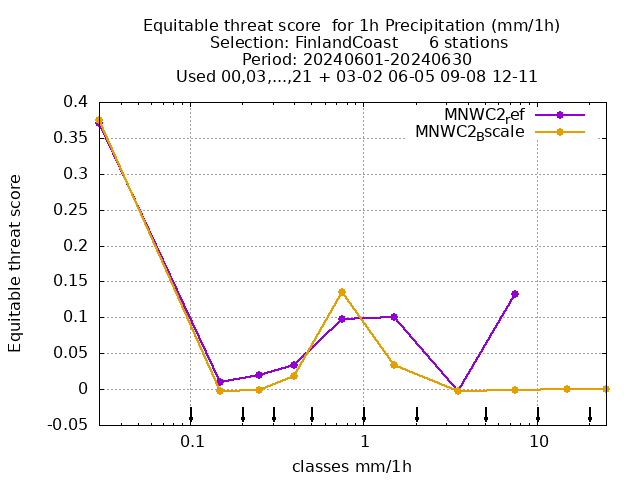 Equitable threat score  for 1h Precipitation (mm/1h)
Selection: FinlandCoast      6 stations
Period: 20240601-20240630
Used 00,03,...,21 + 03-02 06-05 09-08 12-11
MNWC2ref
MNWC2Bscale
Equitable threat score
0.4
0.35
0.3
0.25
0.2
0.15
0.1
0.05
0
-0.05
0.1
1
10
classes mm/1h